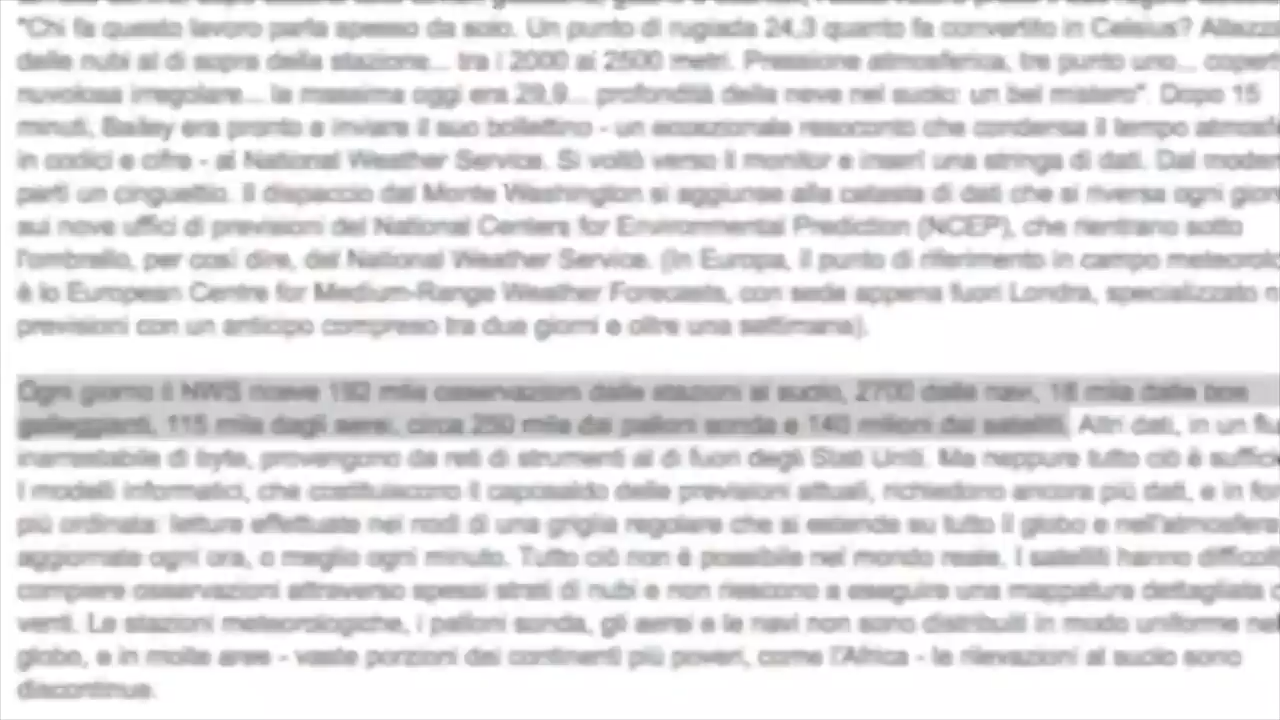 "Chi fa questo lavoro parla spesso da solo. Un punto di rugiada 24,3 quanto fa convertito in Celsius?
delle nubi al di sopra della stazione... tra i 2000 ai 2500 metri. Pressione atmosferica, tre punto uno...
nuvolosa irregolare... la massima oggi era 29,9... profondità della neve nel suolo: un bel mistero". Dopo 15
minuti, Bailey era pronto a inviare il suo bollettino - un eccezionale resoconto che condensa il tempo
in codici e cifre - al National Weather Service. Si voltò verso il monitor e inserì una stringa di dati. Dal
partì un cinguettio. Il dispaccio dal Monte Washington si aggiunse alla catasta di dati che si riversa ogni
sui nove uffici di previsioni dei National Centers for Environmental Prediction (NCEP), che rientrano sotto
l'ombrello, per così dire, del National Weather Service. (In Europa, il punto di riferimento in campo
è lo European Centre for Medium-Range Weather Forecasts, con sede appena fuori Londra, specializzato
previsioni con un anticipo compreso tra due giorni e oltre una settimana).
Ogni giorno il NWS riceve mila osservazioni dalle stazioni al suolo, 2700 dalle navi, mila dalle boe
galleggianti, 115 mila dagli aerei, circa 250 mila dai palloni sonda e 140 milioni dai satelliti. Altri dati, in un
inarrestabile di byte, provengono da reti di strumenti al di fuori degli Stati Uniti. Ma neppure tutto ciò è
I modelli informatici, che costituiscono il caposaldo delle previsioni attuali, richiedono ancora più dati, e in
più ordinata: letture effettuate nei nodi di una griglia regolare che si estenda su tutto il globo e nell'atmosfera
aggiornate ogni ora, o meglio ogni minuto. Tutto ciò non è possibile nel mondo reale. I satelliti hanno
compiere osservazioni attraverso spessi strati di nubi e non riescono a eseguire una mappatura dettagliata
venti. Le stazioni meteorologiche, i palloni sonda, gli aerei e le navi non sono distribuiti in modo uniforme
globo, e in molte aree - vaste porzioni dei continenti più poveri, come l'Africa - le rilevazioni al suolo sono
discontinue.